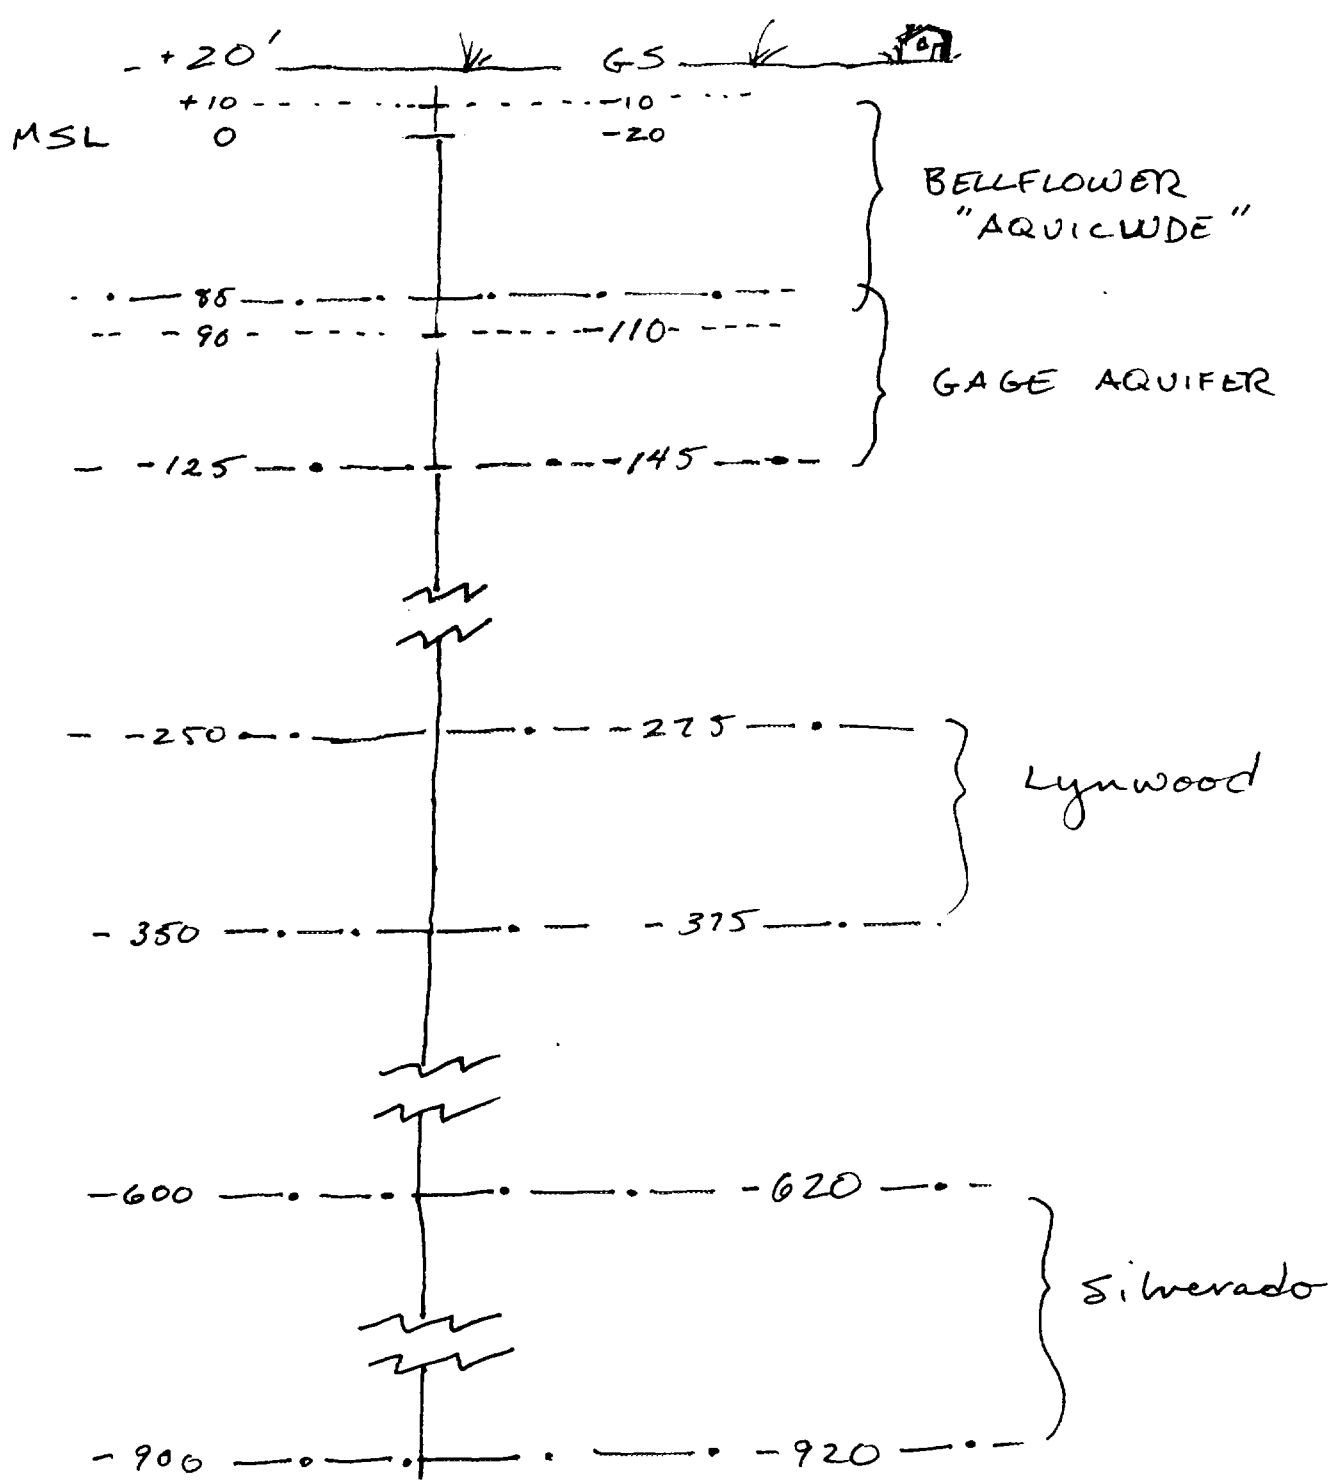 +20' GS
+10 -10
MSL 0 -20
BELLFLOWER
"AQUICLUDE"
- 85
- 90 -110
GAGE AQUIFER
-125 -145
-250 -275
Lynwood
-350 -375
-600 -620
Silverado
-900 -920